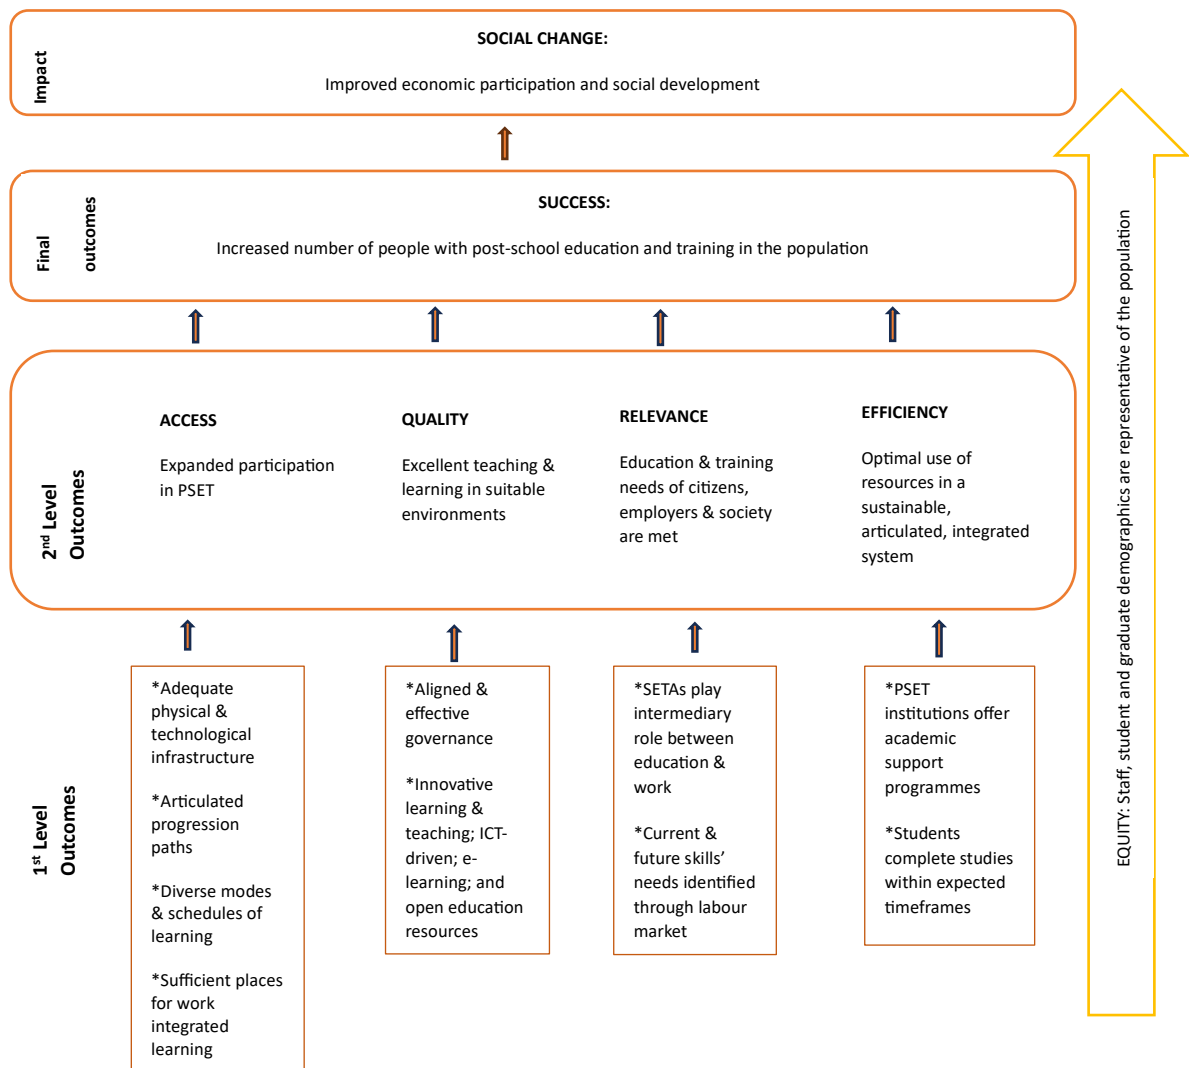 Impact
SOCIAL CHANGE:
Improved economic participation and social development
Final
outcomes
SUCCESS:
Increased number of people with post-school education and training in the population
2nd Level
Outcomes
ACCESS
Expanded participation
in PSET
QUALITY
Excellent teaching &
learning in suitable
environments
RELEVANCE
Education & training
needs of citizens,
employers & society
are met
EFFICIENCY
Optimal use of
resources in a
sustainable,
articulated, integrated
system
1st Level
Outcomes
*Adequate
physical &
technological
infrastructure
*Articulated
progression
paths
*Diverse modes
& schedules of
learning
*Sufficient places
for work
integrated
learning
*Aligned &
effective
governance
*Innovative
learning &
teaching; ICT-
driven; e-
learning; and
open education
resources
*SETAs play
intermediary
role between
education &
work
*Current &
future skills’
needs identified
through labour
market
*PSET
institutions offer
academic
support
programmes
*Students
complete studies
within expected
timeframes
EQUITY: Staff, student and graduate demographics are representative of the population